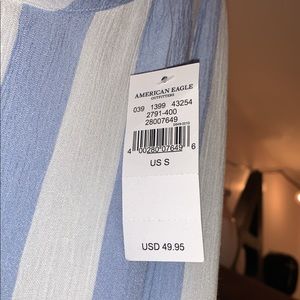 AMERICAN EAGLE
OUTFITTERS
039 1399 43254
2791-400
28007649
US S
USD 49.95